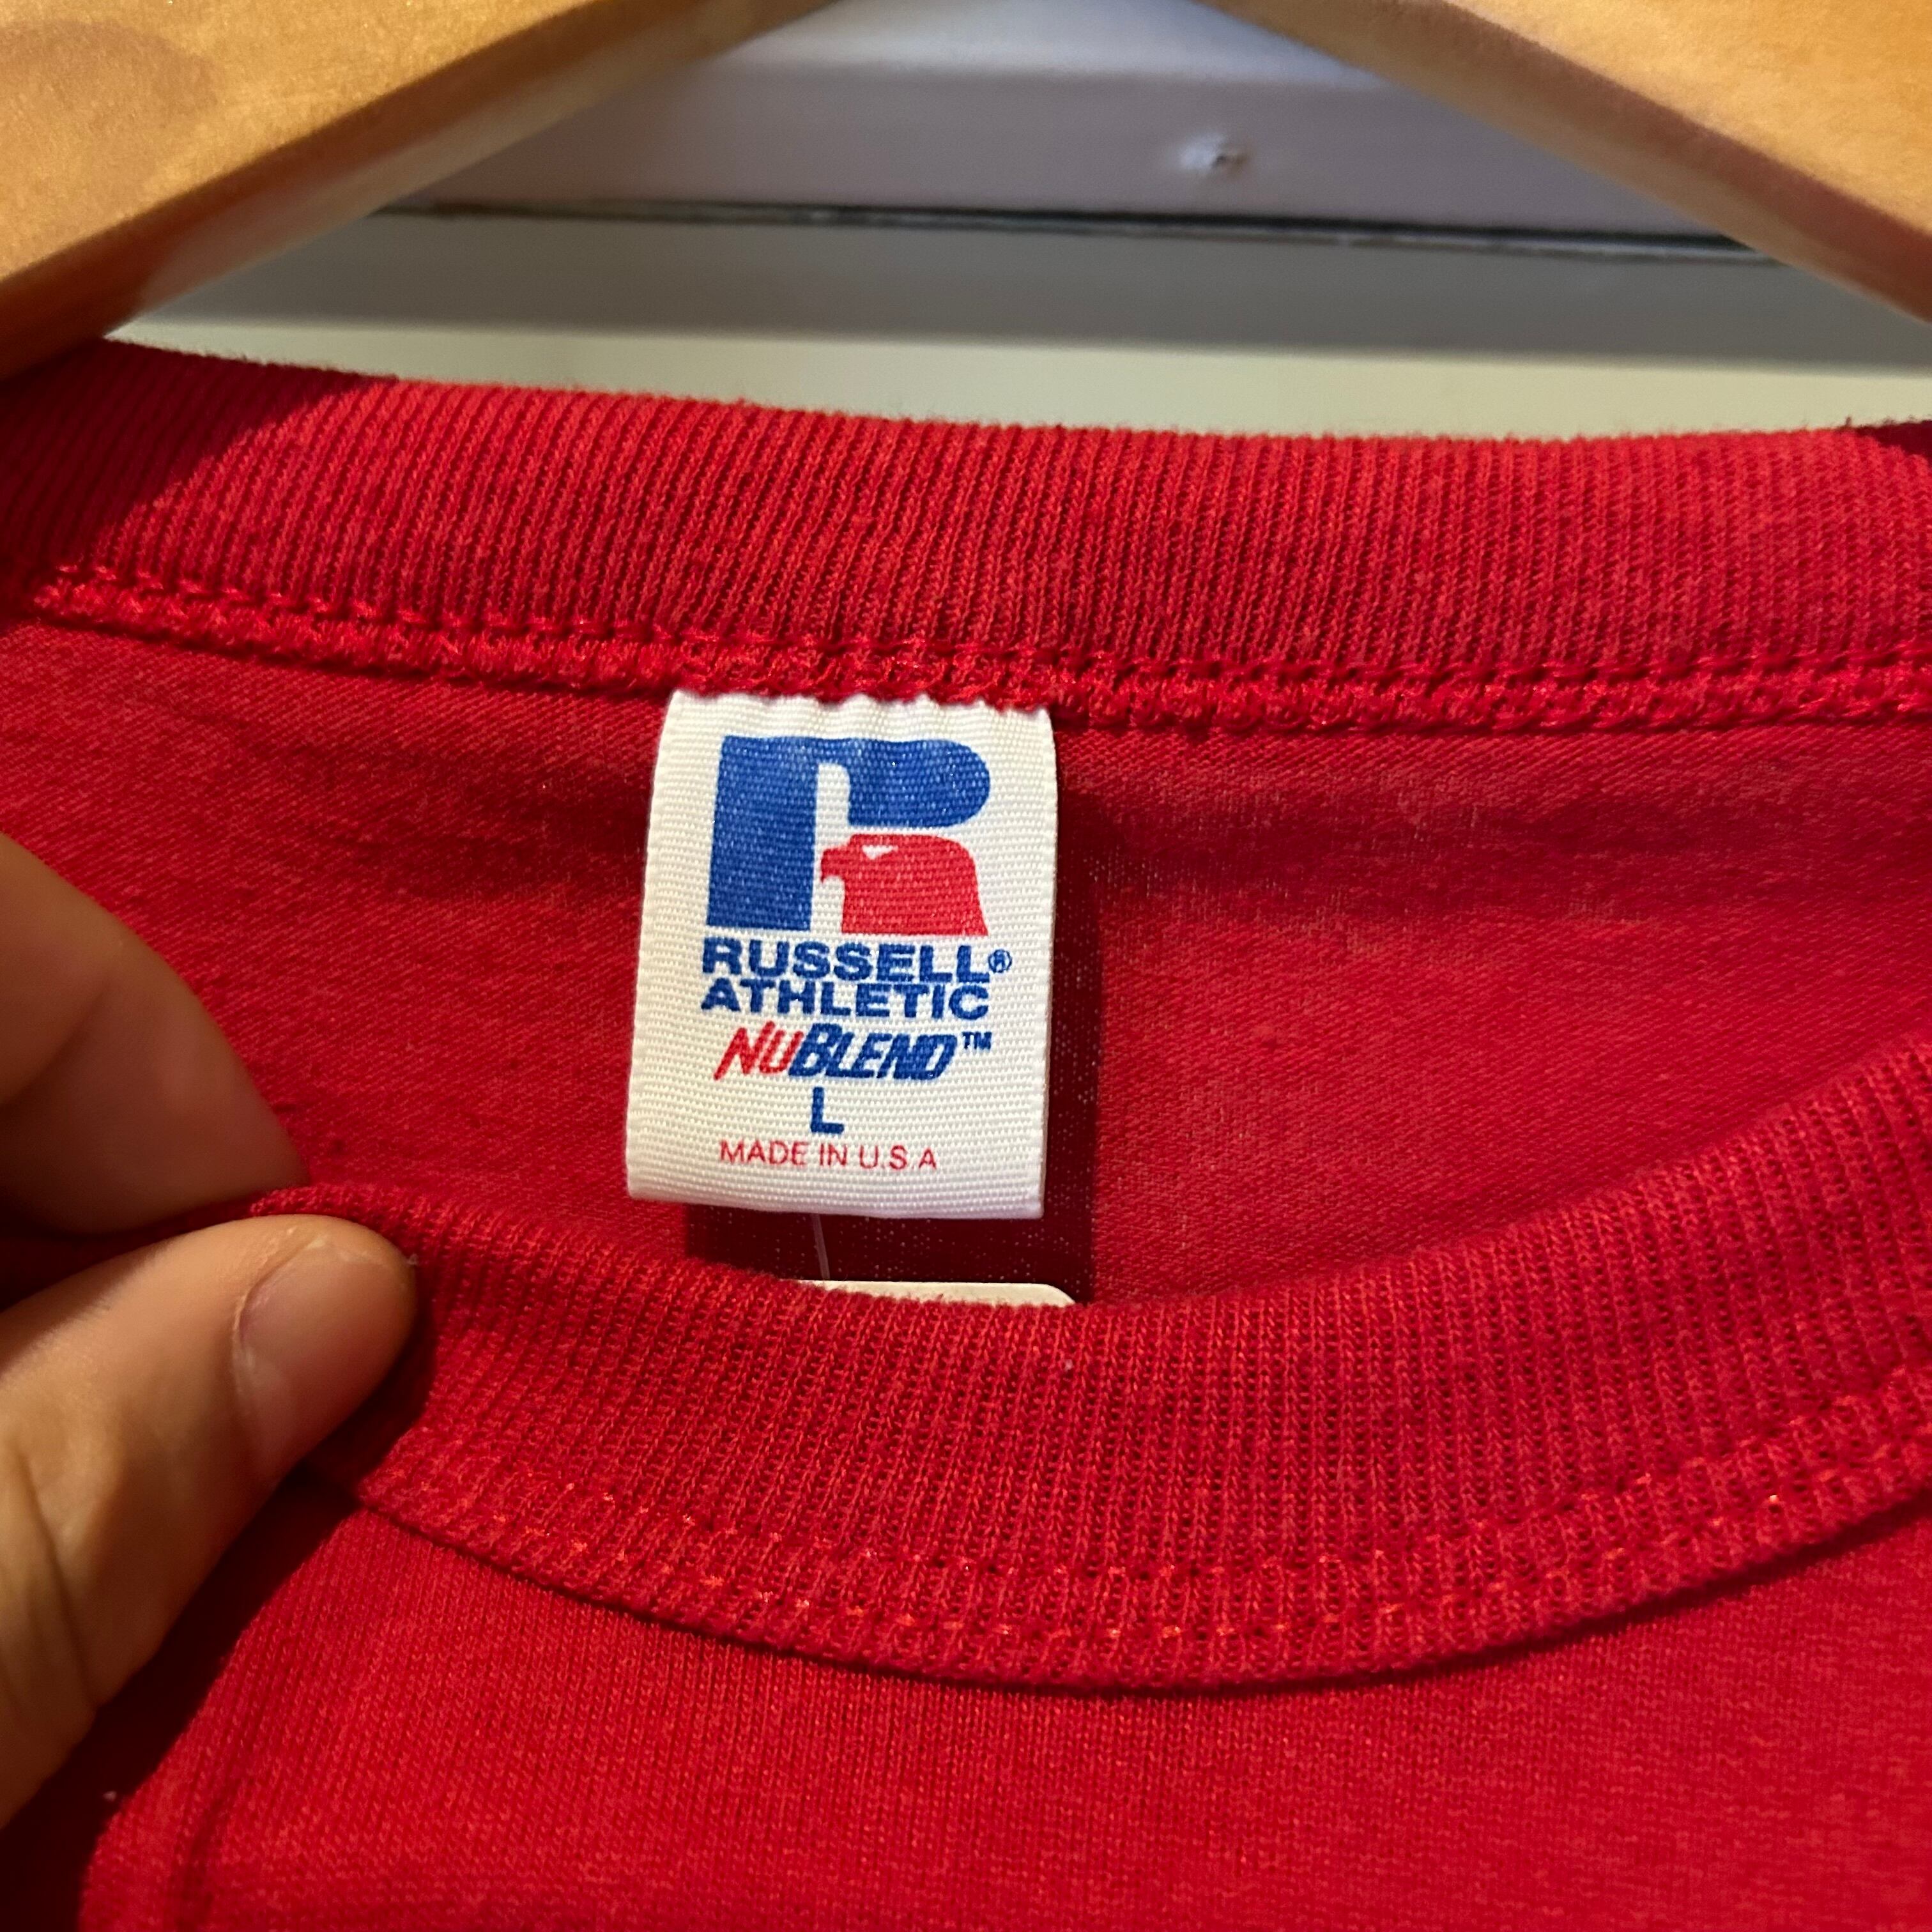 RUSSELL®
ATHLETIC
NUBLEND™
L
MADE IN U.S.A